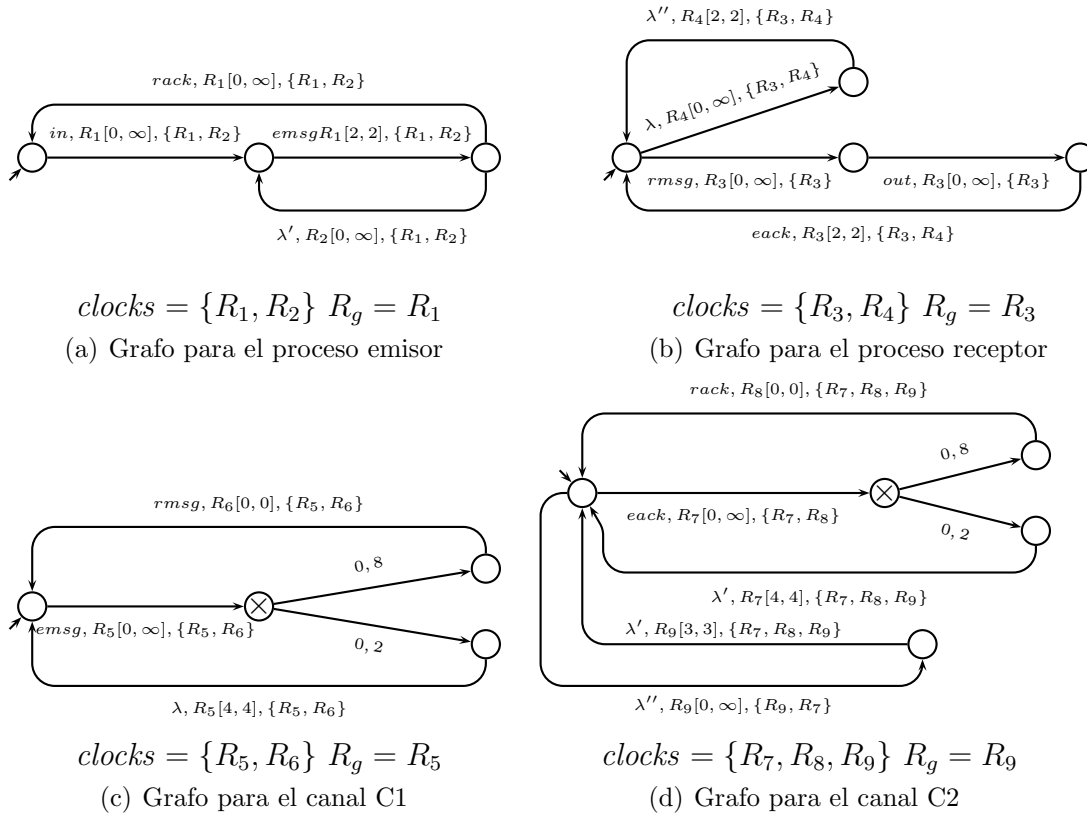 λ'', R₄[2, 2], {R₃, R₄}
rack, R₁[0, ∞], {R₁, R₂}
λ, R₄[0, ∞], {R₃, R₄}
in, R₁[0, ∞], {R₁, R₂}
emsgR₁[2, 2], {R₁, R₂}
rmsg, R₃[0, ∞], {R₃}
out, R₃[0, ∞], {R₃}
λ', R₂[0, ∞], {R₁, R₂}
eack, R₃[2, 2], {R₃, R₄}
clocks = {R₁, R₂} R_g = R₁
(a) Grafo para el proceso emisor
clocks = {R₃, R₄} R_g = R₃
(b) Grafo para el proceso receptor
rack, R₈[0, 0], {R₇, R₈, R₉}
0, 8
eack, R₇[0, ∞], {R₇, R₈}
0, 2
λ', R₇[4, 4], {R₇, R₈, R₉}
λ', R₉[3, 3], {R₇, R₈, R₉}
λ'', R₉[0, ∞], {R₉, R₇}
rmsg, R₆[0, 0], {R₅, R₆}
0, 8
emsg, R₅[0, ∞], {R₅, R₆}
0, 2
λ, R₅[4, 4], {R₅, R₆}
clocks = {R₅, R₆} R_g = R₅
(c) Grafo para el canal C1
clocks = {R₇, R₈, R₉} R_g = R₉
(d) Grafo para el canal C2